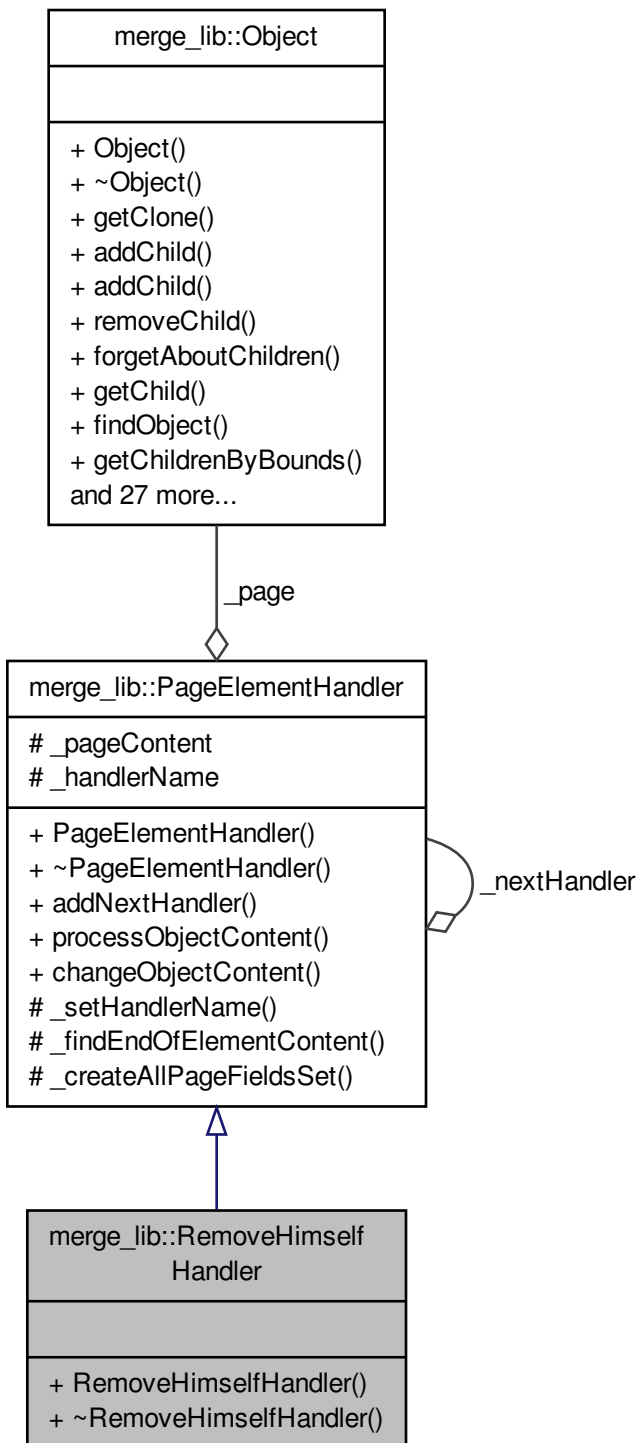 merge_lib::Object
+ Object()
+ ~Object()
+ getClone()
+ addChild()
+ addChild()
+ removeChild()
+ forgetAboutChildren()
+ getChild()
+ findObject()
+ getChildrenByBounds()
and 27 more...
_page
merge_lib::PageElementHandler
# _pageContent
# _handlerName
+ PageElementHandler()
+ ~PageElementHandler()
+ addNextHandler()
+ processObjectContent()
+ changeObjectContent()
# _setHandlerName()
# _findEndOfElementContent()
# _createAllPageFieldsSet()
_nextHandler
merge_lib::RemoveHimself
Handler
+ RemoveHimselfHandler()
+ ~RemoveHimselfHandler()